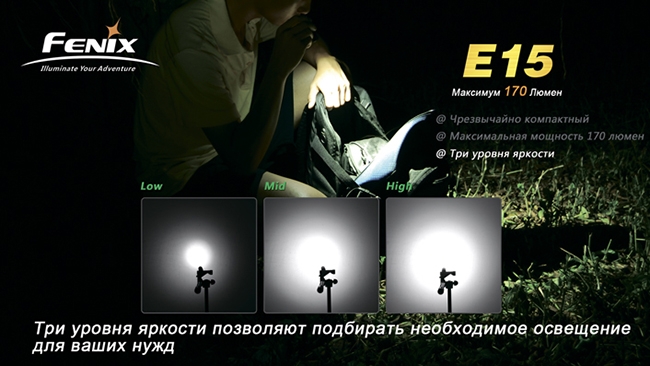 FENIX
Illuminate Your Adventure
E15
Максимум 170 Люмен
@ Чрезвычайно компактный
@ Максимальная мощность 170 люмен
@ Три уровня яркости
Low
Mid
High
Три уровня яркости позволяют подбирать необходимое освещение
для ваших нужд